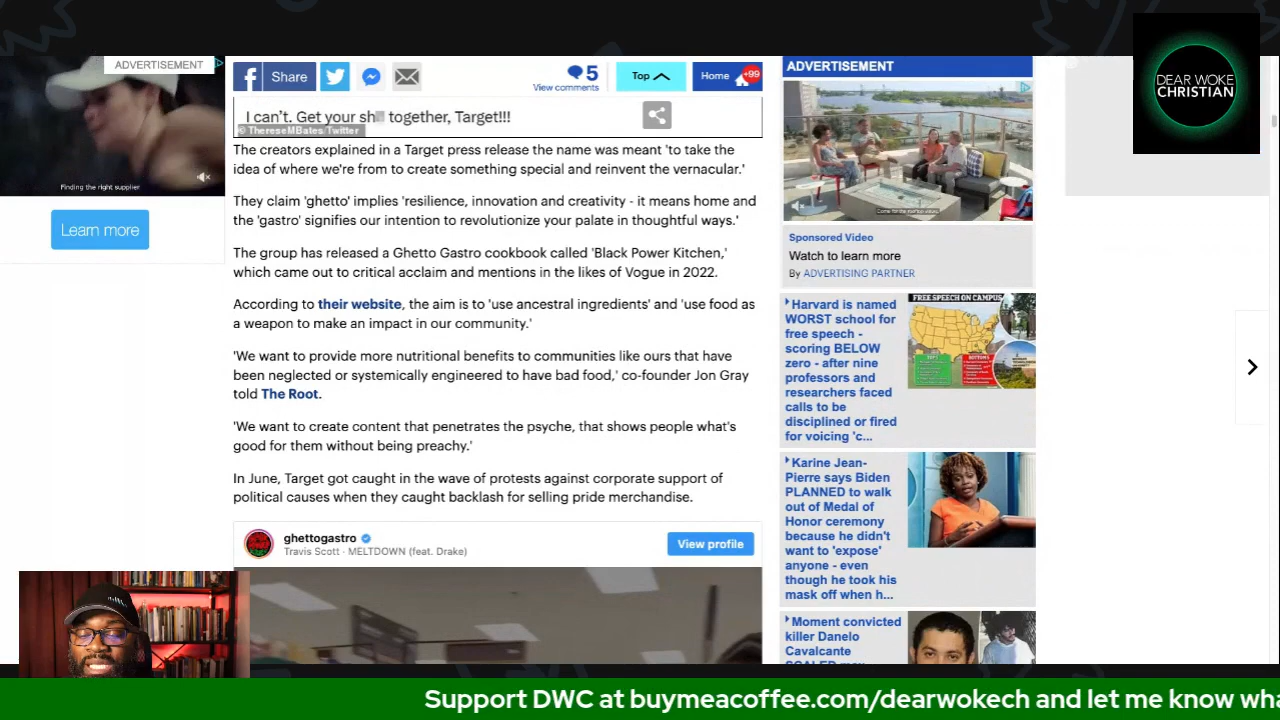 ADVERTISEMENT
Finding the right supplier
Learn more
Share
5
View comments
Top
Home
+99
I can't. Get your sh together, Target!!!
© ThereseMBates/Twitter
The creators explained in a Target press release the name was meant 'to take the
idea of where we're from to create something special and reinvent the vernacular.'
They claim 'ghetto' implies 'resilience, innovation and creativity - it means home and
the 'gastro' signifies our intention to revolutionize your palate in thoughtful ways.'
The group has released a Ghetto Gastro cookbook called 'Black Power Kitchen,'
which came out to critical acclaim and mentions in the likes of Vogue in 2022.
According to their website, the aim is to 'use ancestral ingredients' and 'use food as
a weapon to make an impact in our community.'
'We want to provide more nutritional benefits to communities like ours that have
been neglected or systemically engineered to have bad food,' co-founder Jon Gray
told The Root.
'We want to create content that penetrates the psyche, that shows people what's
good for them without being preachy.'
In June, Target got caught in the wave of protests against corporate support of
political causes when they caught backlash for selling pride merchandise.
ghettogastro
Travis Scott · MELTDOWN (feat. Drake)
View profile
ADVERTISEMENT
Sponsored Video
Watch to learn more
By ADVERTISING PARTNER
Harvard is named
WORST school for
free speech -
scoring BELOW
zero - after nine
professors and
researchers faced
calls to be
disciplined or fired
for voicing 'c...
FREE SPEECH ON CAMPUS
Karine Jean-
Pierre says Biden
PLANNED to walk
out of Medal of
Honor ceremony
because he didn't
want to 'expose'
anyone - even
though he took his
mask off when h...
Moment convicted
killer Danelo
Cavalcante
DEAR WOKE
CHRISTIAN
Support DWC at buymeacoffee.com/dearwokech and let me know wha